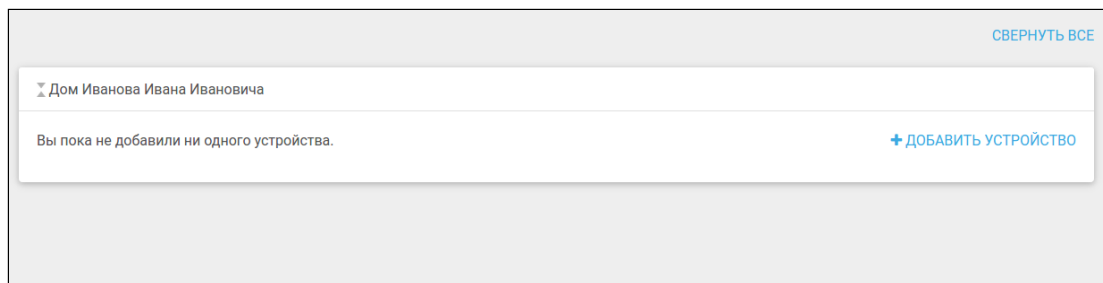 СВЕРНУТЬ ВСЕ
Дом Иванова Ивана Ивановича
Вы пока не добавили ни одного устройства.
+ ДОБАВИТЬ УСТРОЙСТВО